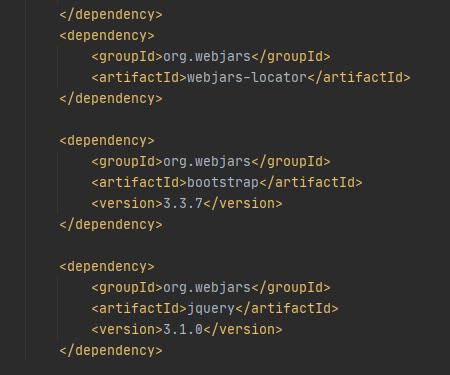 </dependency>
<dependency>
<groupId>org.webjars</groupId>
<artifactId>webjars-locator</artifactId>
</dependency>
<dependency>
<groupId>org.webjars</groupId>
<artifactId>bootstrap</artifactId>
<version>3.3.7</version>
</dependency>
<dependency>
<groupId>org.webjars</groupId>
<artifactId>jquery</artifactId>
<version>3.1.0</version>
</dependency>